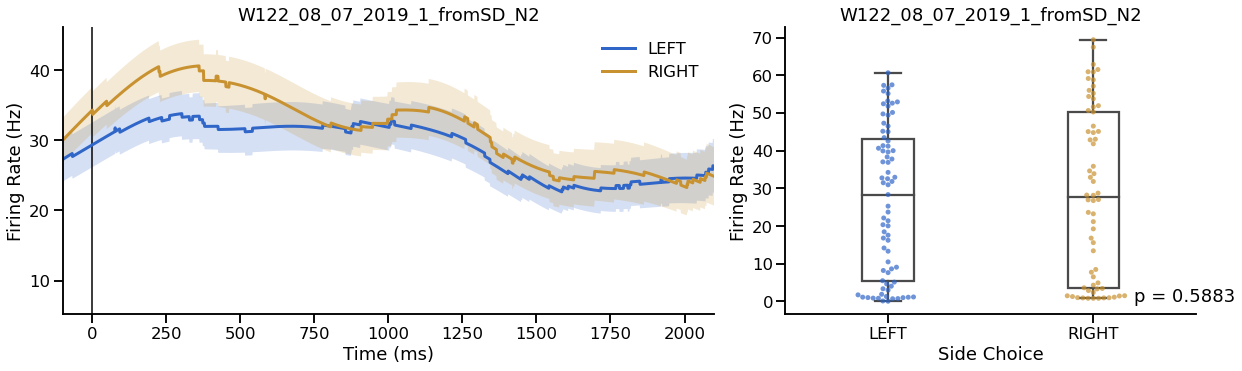 W122_08_07_2019_1_fromSD_N2
LEFT
RIGHT
Firing Rate (Hz)
40
30
20
10
0
250
500
750
1000
1250
1500
1750
2000
Time (ms)
W122_08_07_2019_1_fromSD_N2
Firing Rate (Hz)
70
60
50
40
30
20
10
0
p = 0.5883
LEFT
RIGHT
Side Choice